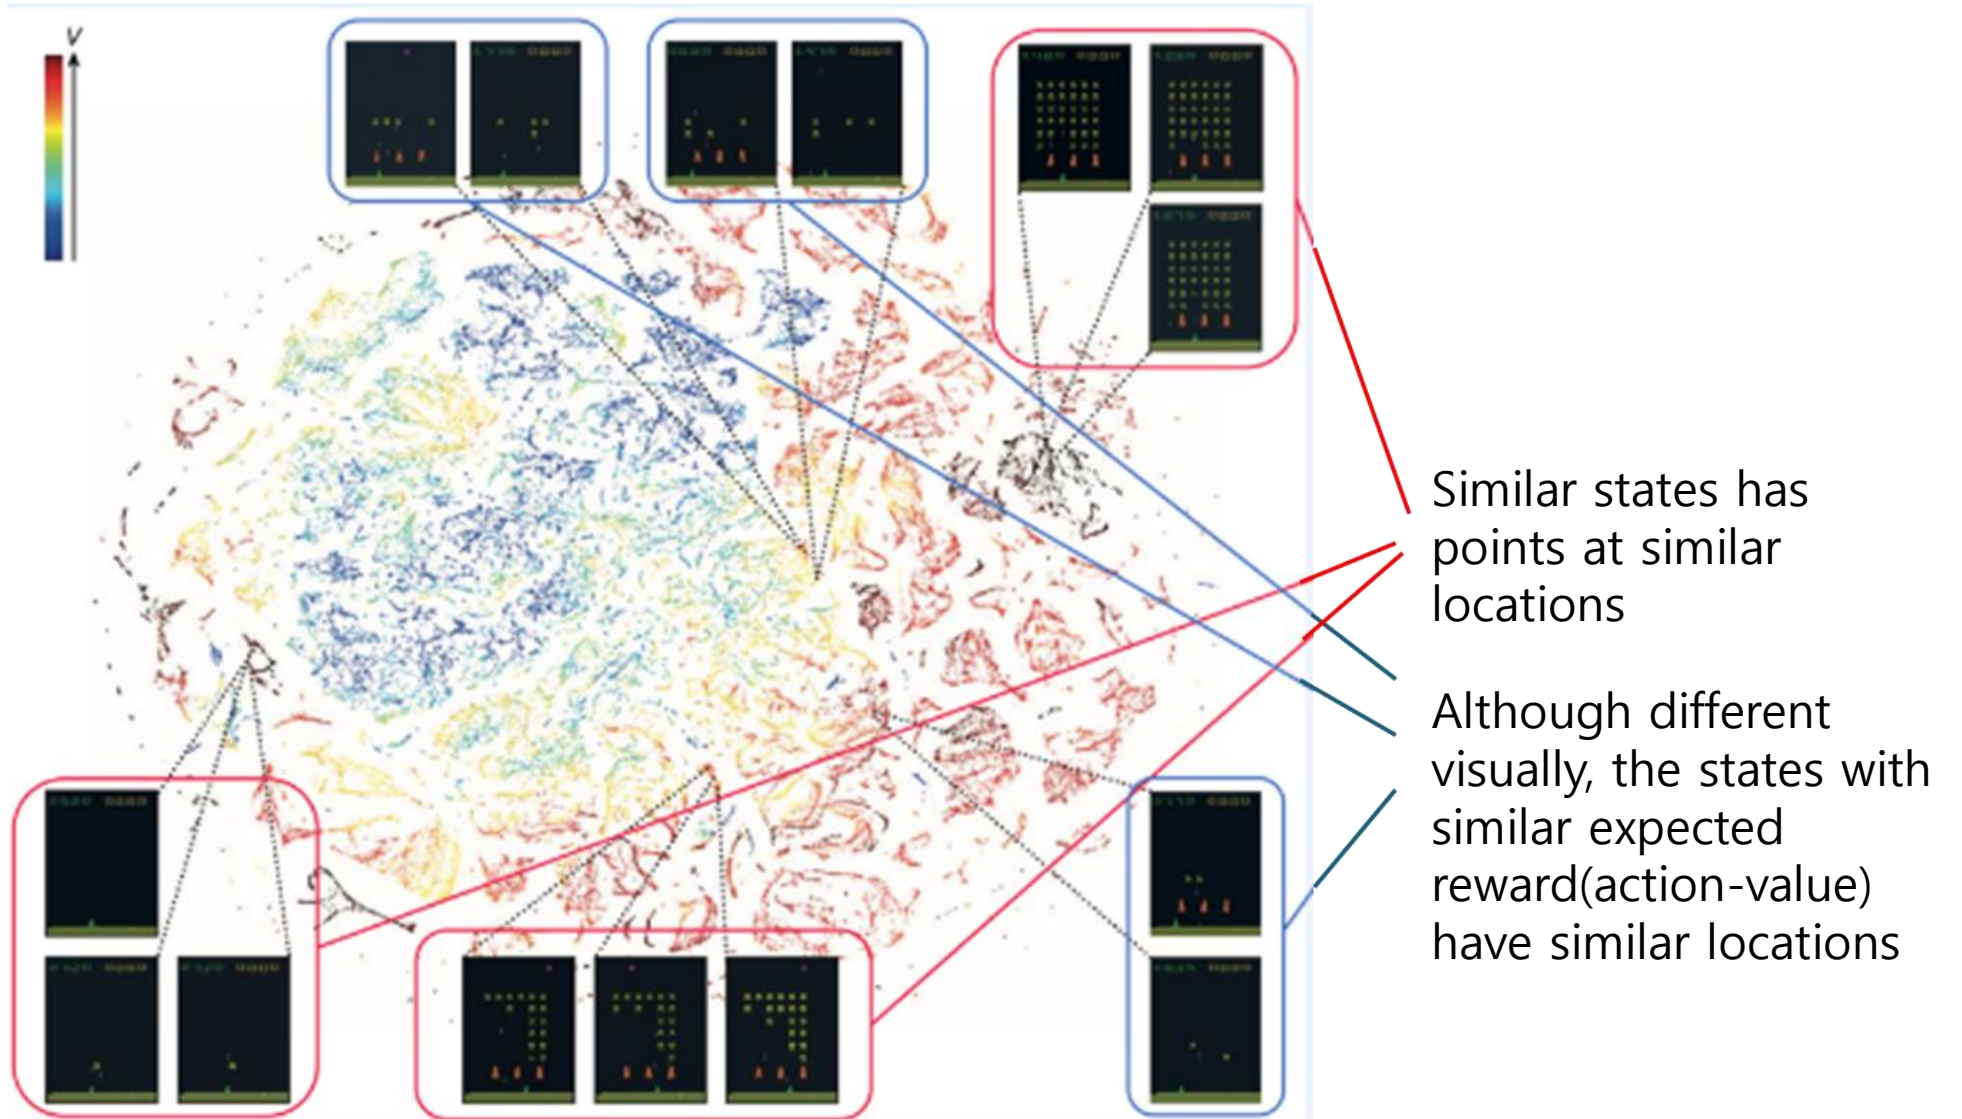 V
Similar states has
points at similar
locations
Although different
visually, the states with
similar expected
reward(action-value)
have similar locations